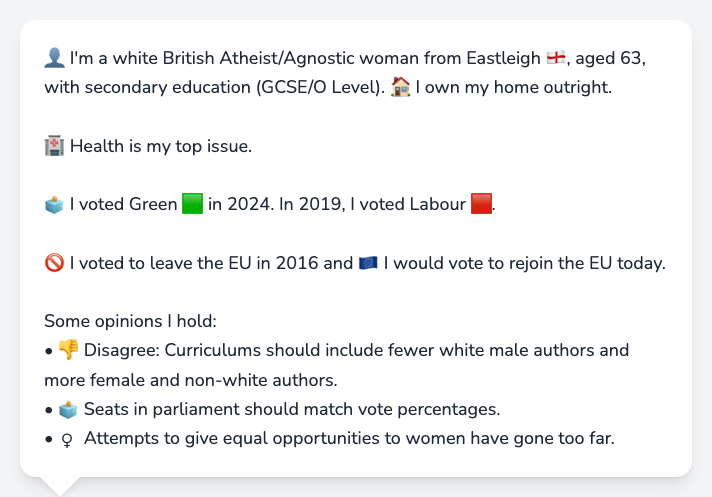 👤 I'm a white British Atheist/Agnostic woman from Eastleigh 🏴󠁧󠁢󠁥󠁮󠁧󠁿, aged 63,
with secondary education (GCSE/O Level). 🏠 I own my home outright.
🏥 Health is my top issue.
🗳️ I voted Green 🟩 in 2024. In 2019, I voted Labour 🟥.
🚫 I voted to leave the EU in 2016 and 🇪🇺 I would vote to rejoin the EU today.
Some opinions I hold:
• 👎 Disagree: Curriculums should include fewer white male authors and
more female and non-white authors.
• 🗳️ Seats in parliament should match vote percentages.
• ♀ Attempts to give equal opportunities to women have gone too far.